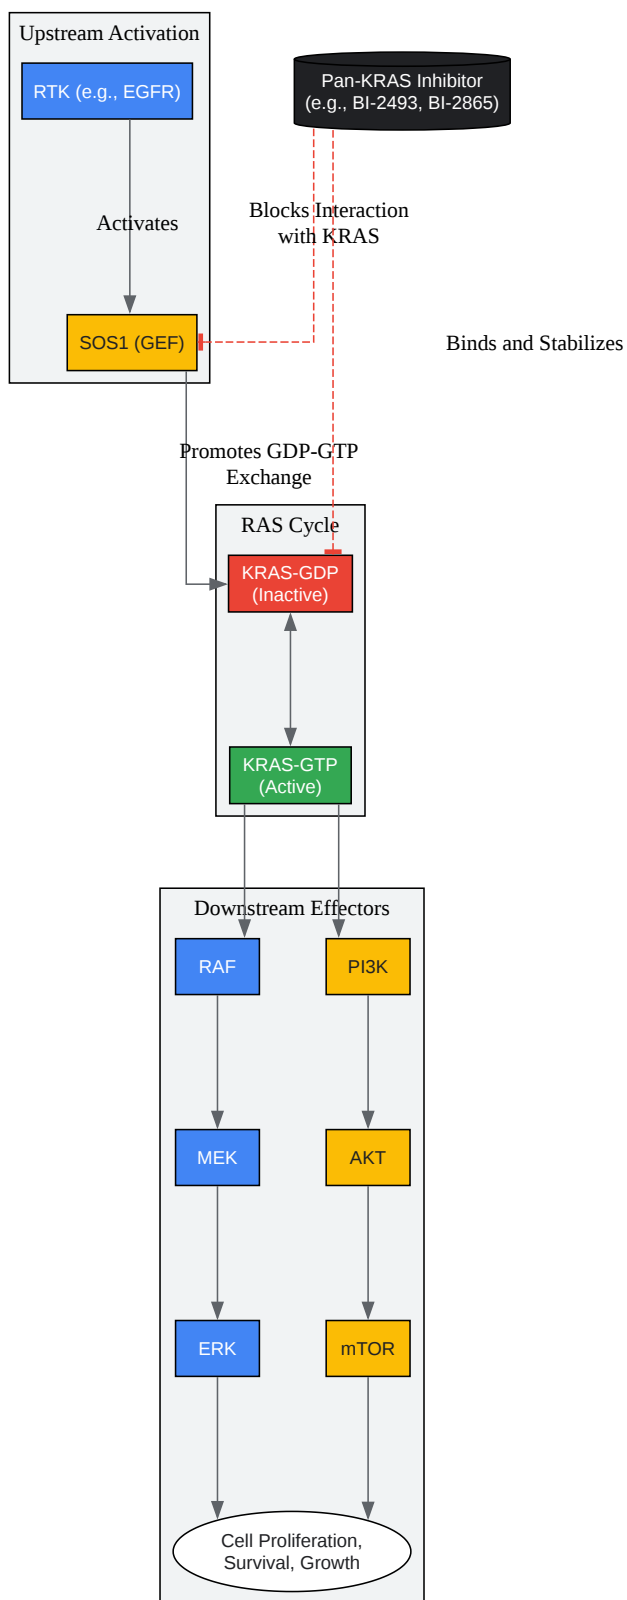 Upstream Activation
RTK (e.g., EGFR)
Pan-KRAS Inhibitor
(e.g., BI-2493, BI-2865)
Activates
Blocks Interaction
with KRAS
SOS1 (GEF)
Binds and Stabilizes
Promotes GDP-GTP
Exchange
RAS Cycle
KRAS-GDP
(Inactive)
KRAS-GTP
(Active)
Downstream Effectors
RAF
PI3K
MEK
AKT
ERK
mTOR
Cell Proliferation,
Survival, Growth